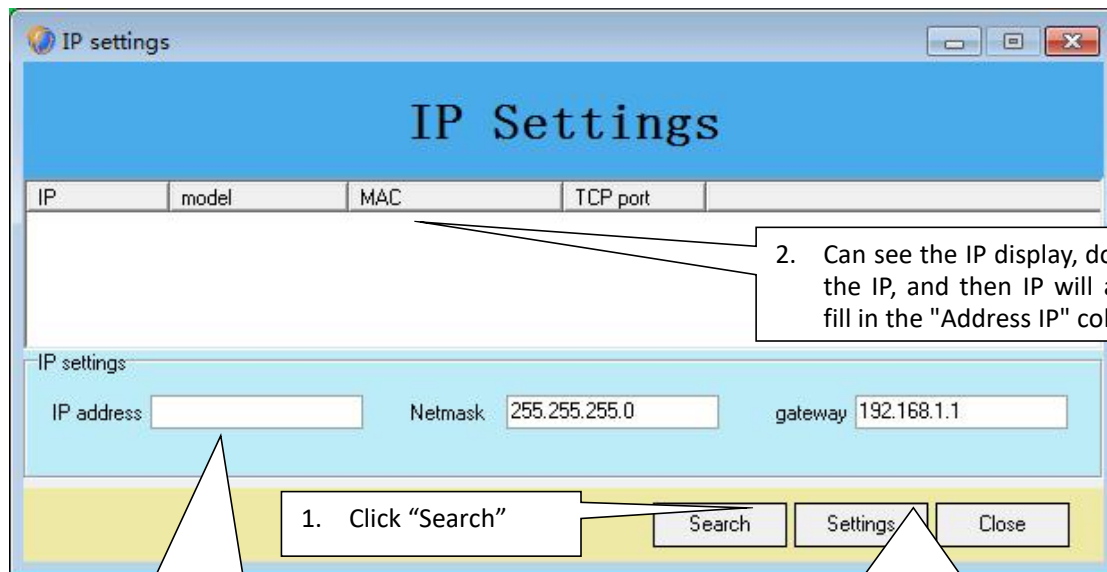 IP settings
IP Settings
IP model MAC TCP port
2. Can see the IP display,
the IP, and then IP will
fill in the "Address IP"
IP settings
IP address Netmask 255.255.255.0 gateway 192.168.1.1
1. Click “Search”
Search Settings Close